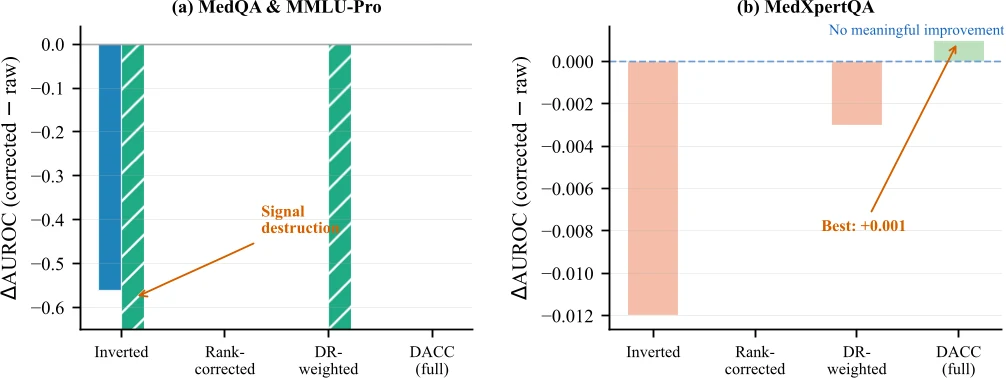 (a) MedQA & MMLU-Pro
ΔAUROC (corrected − raw)
0.0
−0.1
−0.2
−0.3
−0.4
−0.5
−0.6
Signal
destruction
Inverted
Rank-
corrected
DR-
weighted
DACC
(full)
(b) MedXpertQA
No meaningful improvement
ΔAUROC (corrected − raw)
0.000
−0.002
−0.004
−0.006
−0.008
−0.010
−0.012
Best: +0.001
Inverted
Rank-
corrected
DR-
weighted
DACC
(full)